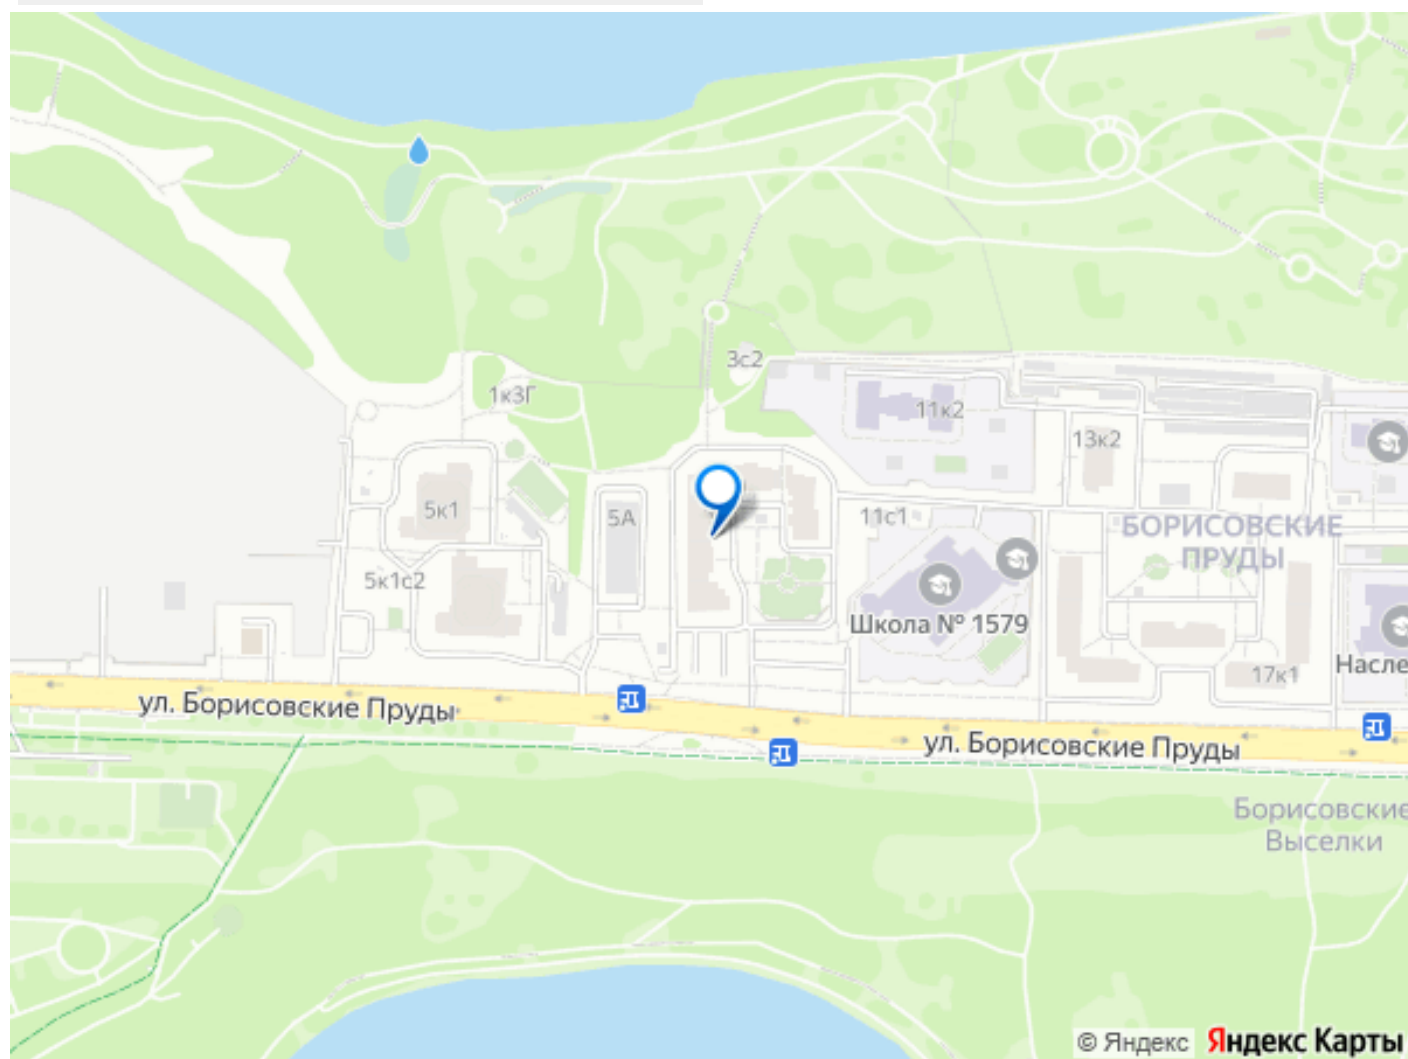 3с2
1к3Г
11к2
13к2
5к1
5А
11с1
БОРИСОВСКИЕ
ПРУДЫ
5к1с2
Школа № 1579
Насле
17к1
ул. Борисовские Пруды
ул. Борисовские Пруды
Борисовские
Выселки
© Яндекс Яндекс Карты